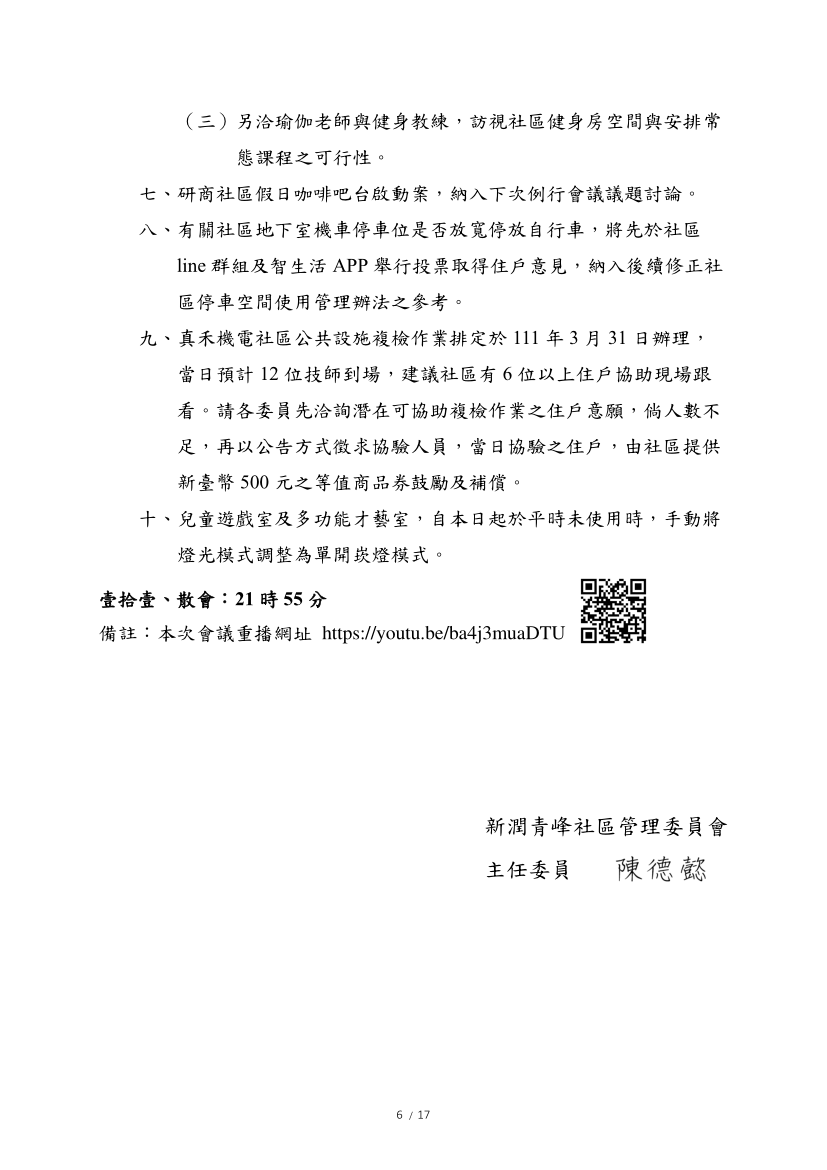 （三）另洽瑜伽老師與健身教練，訪視社區健身房空間與安排常
態課程之可行性。
七、研商社區假日咖啡吧台啟動案，納入下次例行會議議題討論。
八、有關社區地下室機車停車位是否放寬停放自行車，將先於社區
line 群組及智生活 APP 舉行投票取得住戶意見，納入後續修正社
區停車空間使用管理辦法之參考。
九、真禾機電社區公共設施複檢作業排定於 111 年 3 月 31 日辦理，
當日預計 12 位技師到場，建議社區有 6 位以上住戶協助現場跟
看。請各委員先洽詢潛在可協助複檢作業之住戶意願，倘人數不
足，再以公告方式徵求協驗人員，當日協驗之住戶，由社區提供
新臺幣 500 元之等值商品券鼓勵及補償。
十、兒童遊戲室及多功能才藝室，自本日起於平時未使用時，手動將
燈光模式調整為單開崁燈模式。
壹拾壹、散會：21 時 55 分
備註：本次會議重播網址 https://youtu.be/ba4j3muaDTU
新潤青峰社區管理委員會
主任委員 陳德懿
6 / 17